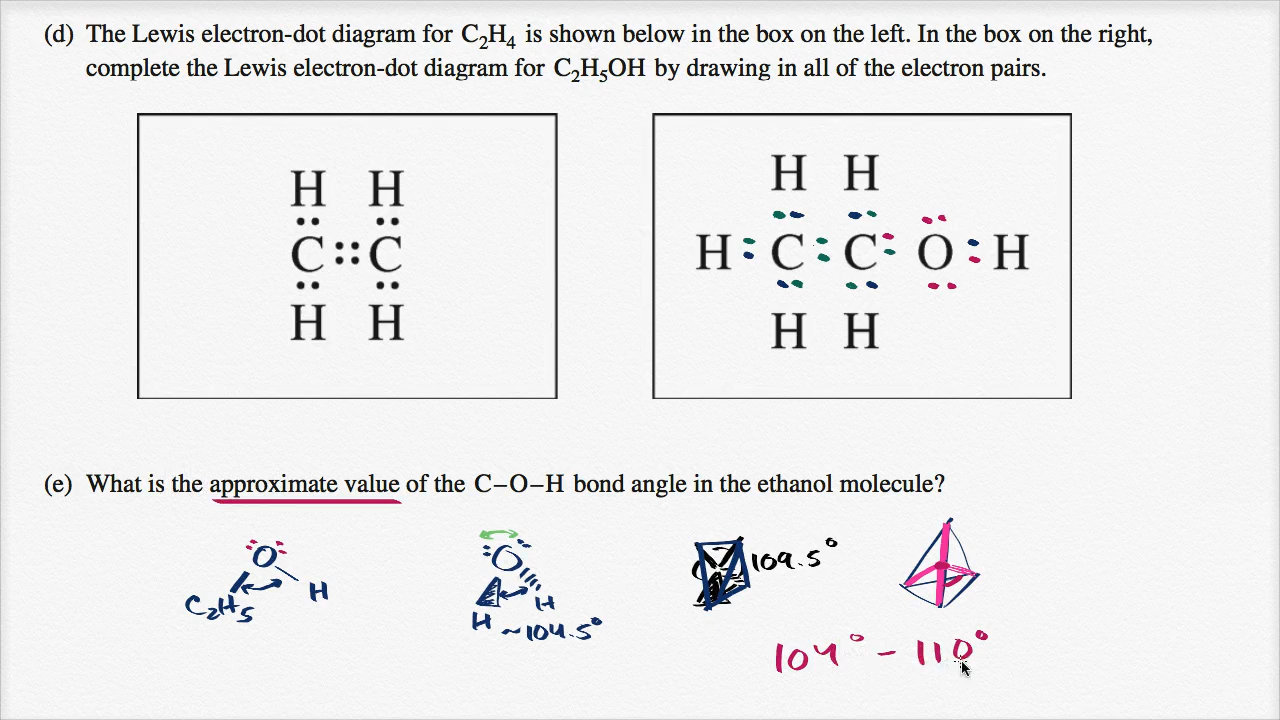 (d) The Lewis electron-dot diagram for C₂H₄ is shown below in the box on the left. In the box on the right,
complete the Lewis electron-dot diagram for C₂H₅OH by drawing in all of the electron pairs.
H H
C::C
H H
H H
H:C:C:O:H
H H
(e) What is the approximate value of the C–O–H bond angle in the ethanol molecule?
O
C₂H₅ H
O
H H
~104.5°
109.5°
104° - 110°